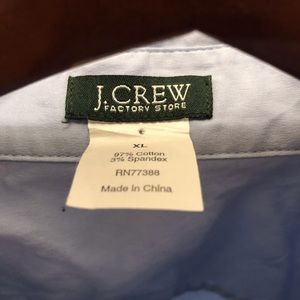 J.CREW
FACTORY STORE
XL
97% Cotton
3% Spandex
RN77388
Made in China